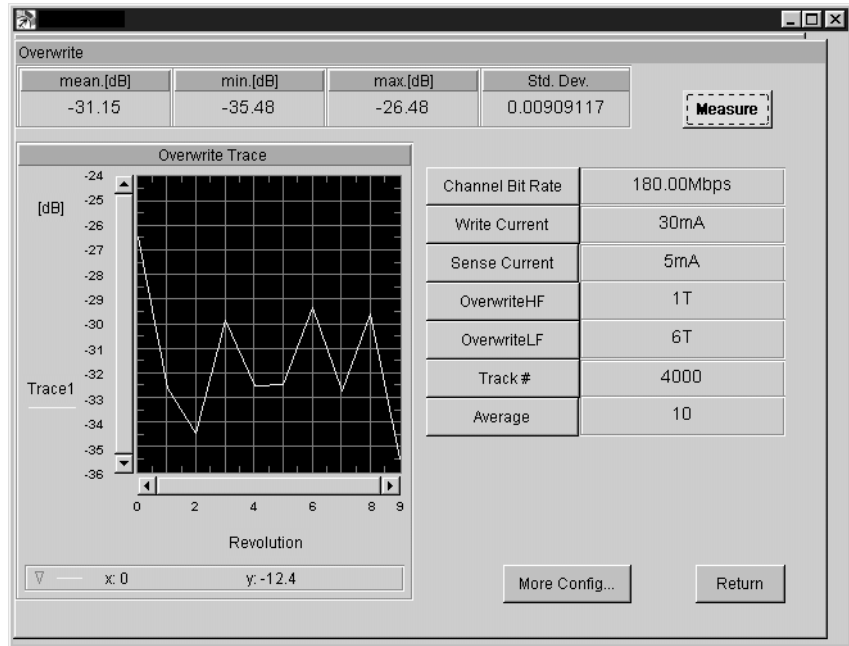 Overwrite
mean.[dB] min.[dB] max.[dB] Std. Dev.
-31.15 -35.48 -26.48 0.00909117
Measure
Overwrite Trace
[dB]
-24
-25
-26
-27
-28
-29
-30
-31
-32
-33
-34
-35
-36
Trace1
0 2 4 6 8 9
Revolution
x: 0 y: -12.4
Channel Bit Rate 180.00Mbps
Write Current 30mA
Sense Current 5mA
OverwriteHF 1T
OverwriteLF 6T
Track # 4000
Average 10
More Config... Return